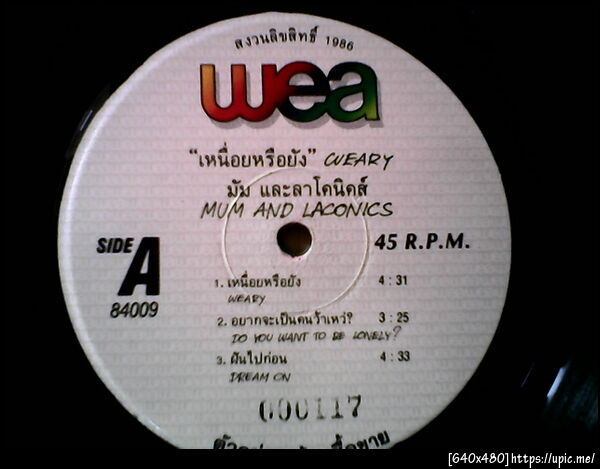 สงวนลิขสิทธิ์ 1986
wea
"เหนื่อยหรือยัง" WEARY
มัม และลาโคนิคส์
MUM AND LACONICS
SIDE A
45 R.P.M.
84009
1. เหนื่อยหรือยัง 4:31
WEARY
2. อยากจะเป็นคนว้าเหว่? 3:25
DO YOU WANT TO BE LONELY?
3. ฝันไปก่อน 4:33
DREAM ON
000117
[640x480]https://upic.me/